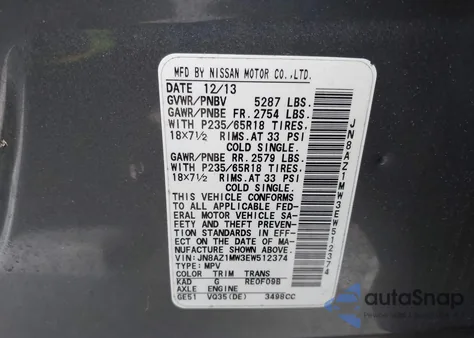 MFD BY NISSAN MOTOR CO.,LTD.
DATE 12/13
GVWR/PNBV 5287 LBS.
GAWR/PNBE FR. 2754 LBS.
WITH P235/65R18 TIRES,
18X7½ RIMS.AT 33 PSI
COLD SINGLE.
GAWR/PNBE RR. 2579 LBS.
WITH P235/65R18 TIRES,
18X7½ RIMS.AT 33 PSI
COLD SINGLE.
THIS VEHICLE CONFORMS
TO ALL APPLICABLE FED-
ERAL MOTOR VEHICLE SA-
FETY AND THEFT PREVEN-
TION STANDARDS IN EFF-
ECT ON THE DATE OF MA-
NUFACTURE SHOWN ABOVE.
VIN: JN8AZ1MW3EW512374
TYPE: MPV
COLOR TRIM TRANS
KAD G RE0F09B
AXLE ENGINE
GE51 VQ35(DE) 3498CC
JN8AZ1MW3EW512374
autoSnap